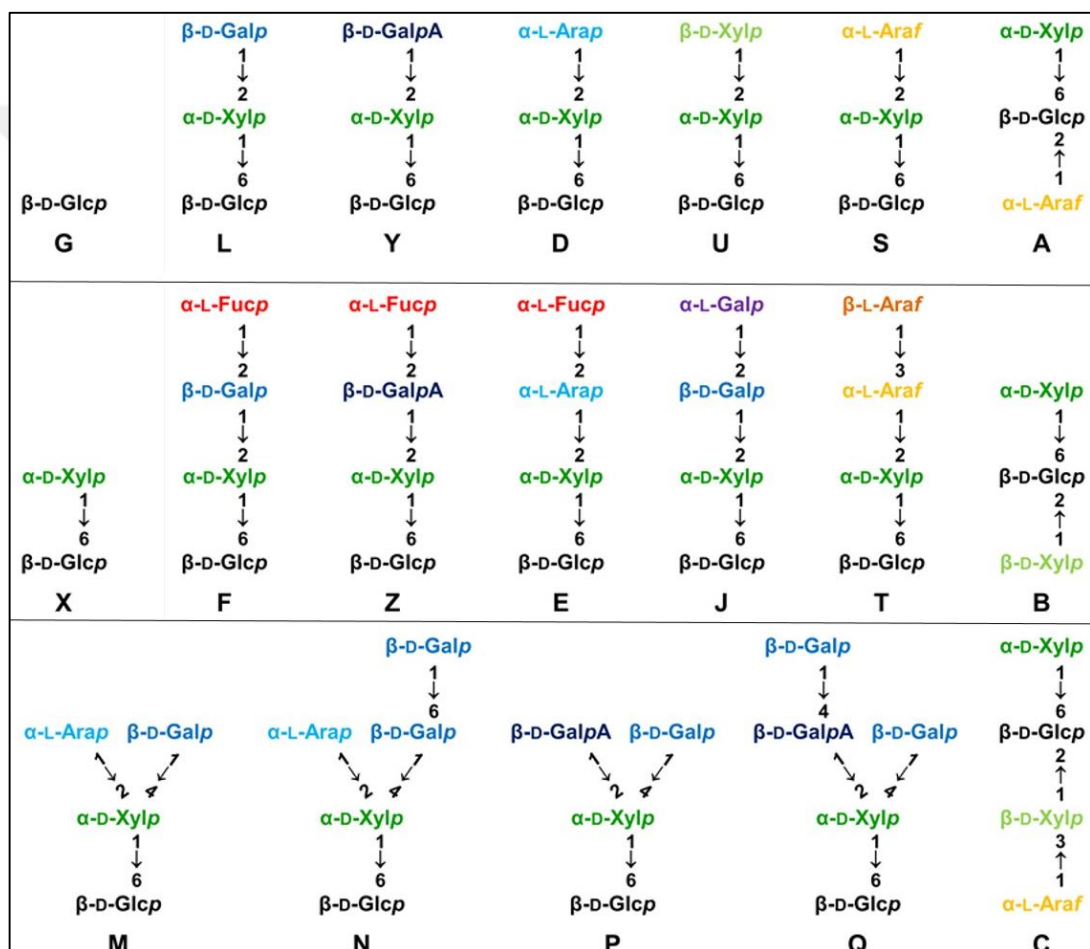 β-D-Galp β-D-GalpA α-L-Arap β-D-Xylp α-L-Araf α-D-Xylp
1 1 1 1 1 1
↓ ↓ ↓ ↓ ↓ ↓
2 2 2 2 2 6
α-D-Xylp α-D-Xylp α-D-Xylp α-D-Xylp α-D-Xylp β-D-Glcp
1 1 1 1 1 2
↓ ↓ ↓ ↓ ↓ ↑
6 6 6 6 6 1
β-D-Glcp β-D-Glcp β-D-Glcp β-D-Glcp β-D-Glcp β-D-Glcp α-L-Araf
G L Y D U S A
α-L-Fucp α-L-Fucp α-L-Fucp α-L-Galp β-L-Araf
1 1 1 1 1
↓ ↓ ↓ ↓ ↓
2 2 2 2 3
β-D-Galp β-D-GalpA α-L-Arap β-D-Galp α-L-Araf α-D-Xylp
1 1 1 1 1 1
↓ ↓ ↓ ↓ ↓ ↓
2 2 2 2 2 6
α-D-Xylp α-D-Xylp α-D-Xylp α-D-Xylp α-D-Xylp α-D-Xylp β-D-Glcp
1 1 1 1 1 1 2
↓ ↓ ↓ ↓ ↓ ↓ ↑
6 6 6 6 6 6 1
β-D-Glcp β-D-Glcp β-D-Glcp β-D-Glcp β-D-Glcp β-D-Glcp β-D-Xylp
X F Z E J T B
β-D-Galp β-D-Galp α-D-Xylp
1 1 1
↓ ↓ ↓
6 4 6
α-L-Arap β-D-Galp α-L-Arap β-D-Galp β-D-GalpA β-D-Galp β-D-GalpA β-D-Galp β-D-Glcp
1 1 1 1 1 1 1 1 2
↓ ↓ ↓ ↓ ↓ ↓ ↓ ↓ ↑
2 4 2 4 2 4 2 4 1
α-D-Xylp α-D-Xylp α-D-Xylp α-D-Xylp β-D-Xylp
1 1 1 1 3
↓ ↓ ↓ ↓ ↑
6 6 6 6 1
β-D-Glcp β-D-Glcp β-D-Glcp β-D-Glcp α-L-Araf
M N P Q C